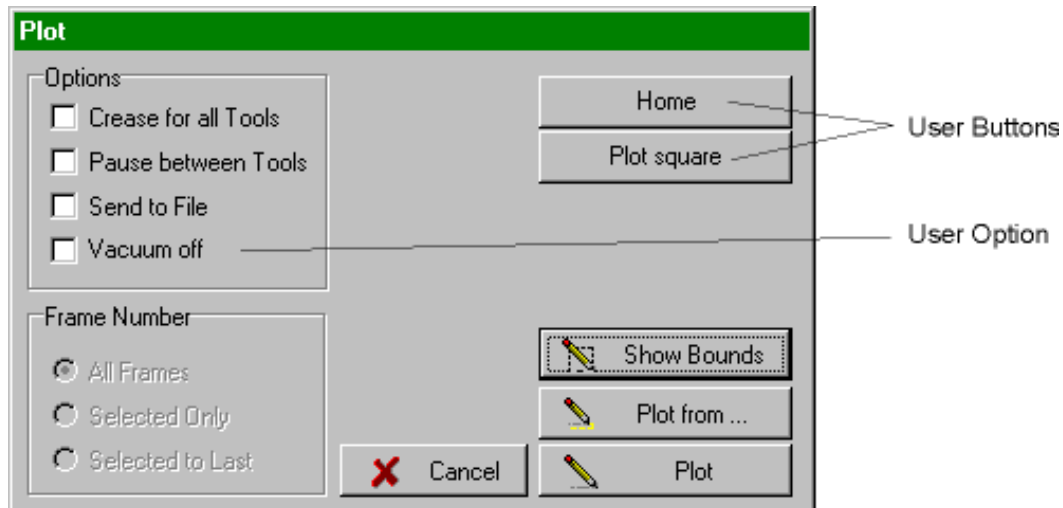 Plot
Options
Crease for all Tools
Pause between Tools
Send to File
Vacuum off
Home
Plot square
User Buttons
User Option
Frame Number
All Frames
Selected Only
Selected to Last
Show Bounds
Plot from ...
Cancel
Plot